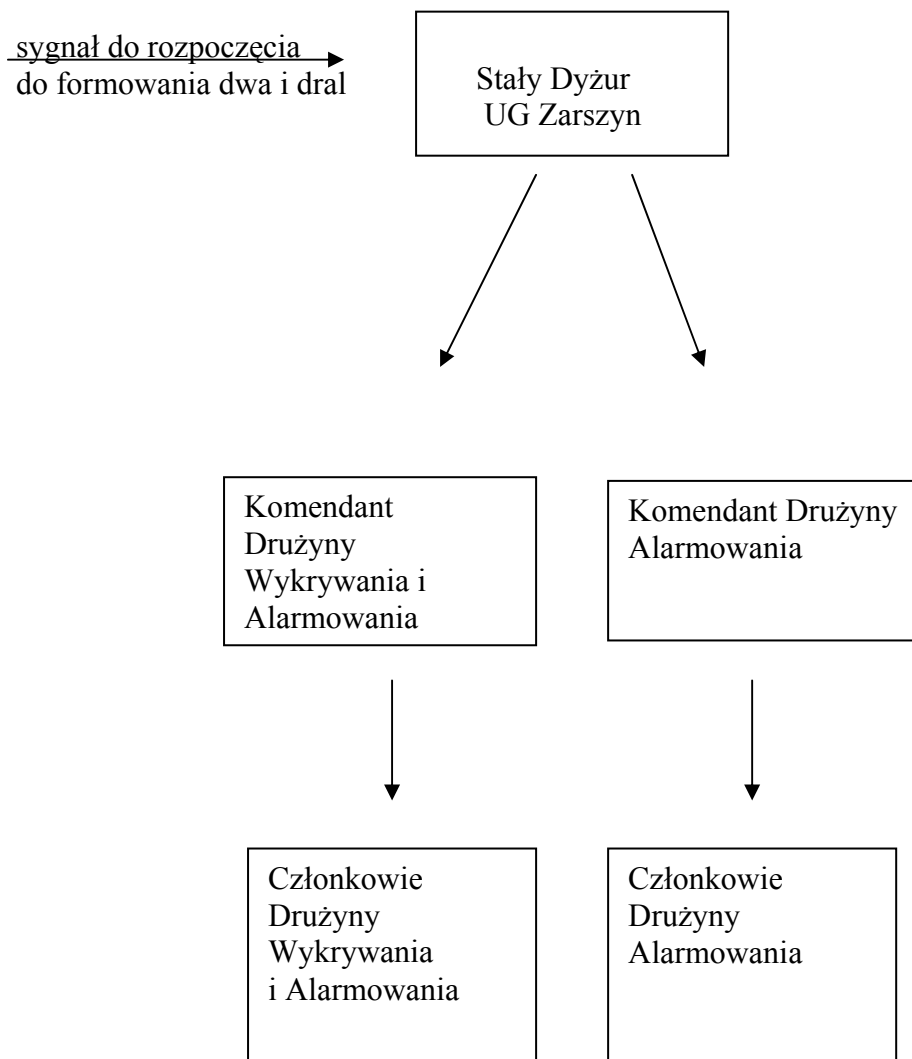 sygnał do rozpoczęcia
do formowania dwa i dral
Stały Dyżur
UG Zarszyn
Komendant
Drużyny
Wykrywania i
Alarmowania
Komendant Drużyny
Alarmowania
Członkowie
Drużyny
Wykrywania
i Alarmowania
Członkowie
Drużyny
Alarmowania